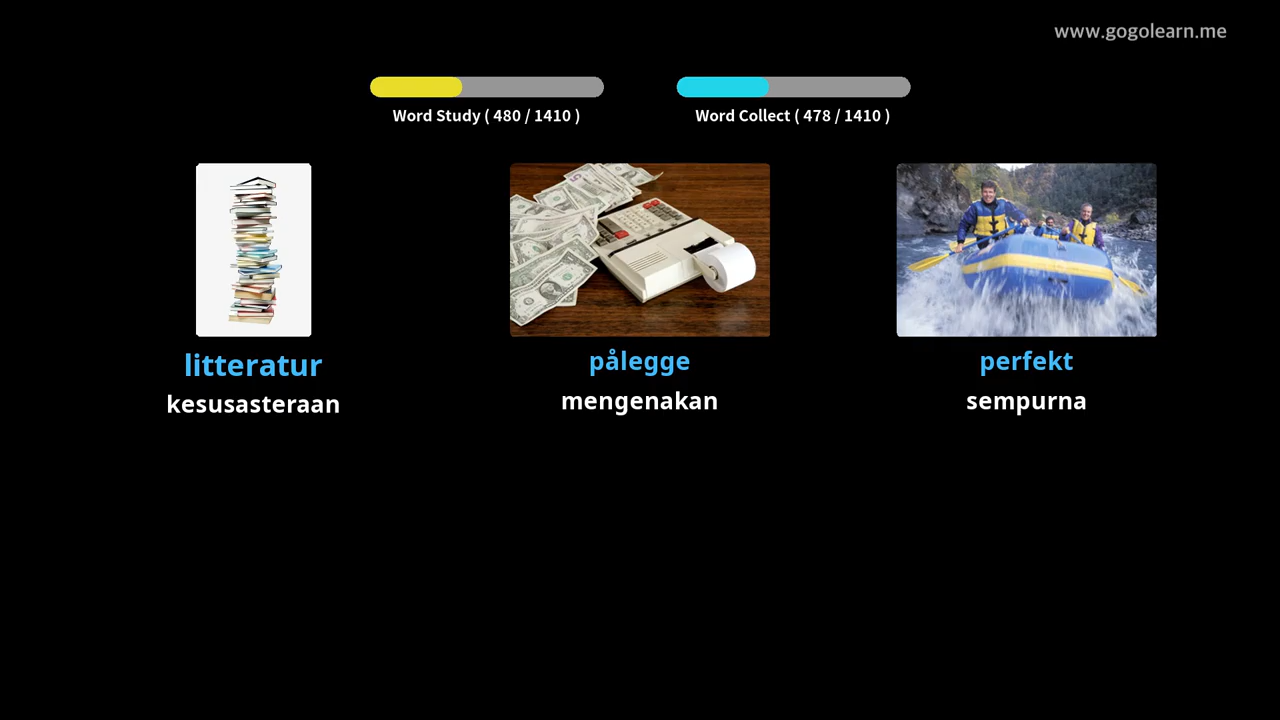 www.gogolearn.me
Word Study ( 480 / 1410 )
Word Collect ( 478 / 1410 )
litteratur
kesusasteraan
pålegge
mengenakan
perfekt
sempurna